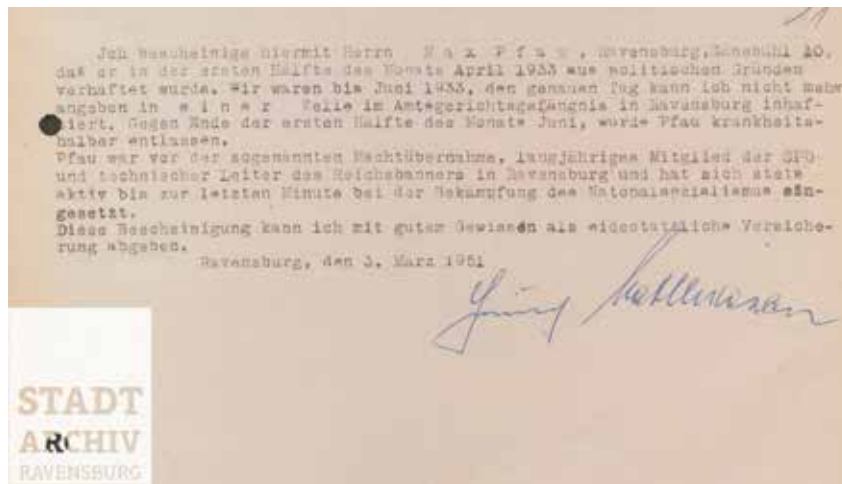 11
Jch bescheinige hiermit Herrn M a x P f a u , Ravensburg, 10,
daß er in der ersten Hälfte des Monats April 1933 aus politischen Gründen
verhaftet wurde. Wir waren bis Juni 1933, den genauen Tag kann ich nicht mehr
angeben in e i n e r Zelle im Amtsgerichtsgefängnis in Ravensburg inhaf-
tiert. Gegen Ende der ersten Hälfte des Monats Juni, wurde Pfau krankheits-
halber entlassen.
Pfau war vor der sogenannten Machtübernahme, langjähriges Mitglied der SPD
und technischer Leiter des Reichsbanners in Ravensburg und hat sich stets
aktiv bis zur letzten Minute bei der Bekämpfung des Natonalsozialismus ein-
gesetzt.
Diese Bescheinigung kann ich mit gutem Gewissen als eidestattliche Versiche-
rung abgeben.
Ravensburg, den 3. März 1951
STADT
ARCHIV
RAVENSBURG